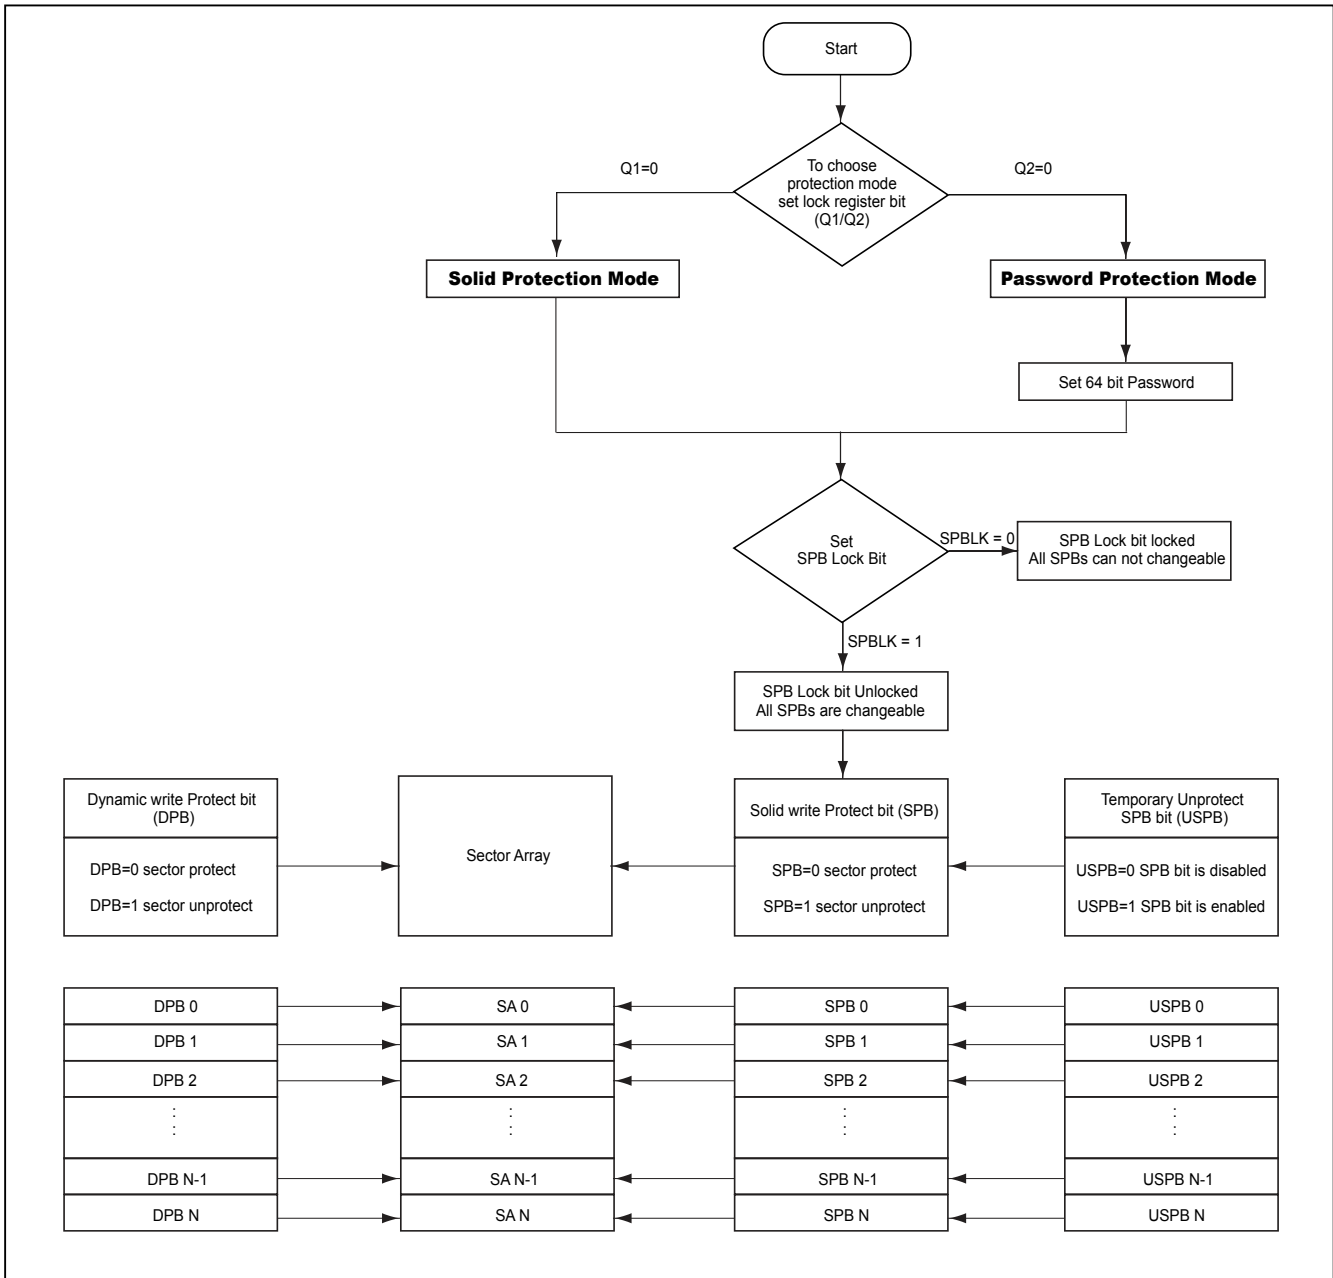 Start
To choose
protection mode
set lock register bit
(Q1/Q2)
Q1=0
Q2=0
Solid Protection Mode
Password Protection Mode
Set 64 bit Password
Set
SPB Lock Bit
SPBLK = 0
SPB Lock bit locked
All SPBs can not changeable
SPBLK = 1
SPB Lock bit Unlocked
All SPBs are changeable
Dynamic write Protect bit
(DPB)
DPB=0 sector protect
DPB=1 sector unprotect
Sector Array
Solid write Protect bit (SPB)
SPB=0 sector protect
SPB=1 sector unprotect
Temporary Unprotect
SPB bit (USPB)
USPB=0 SPB bit is disabled
USPB=1 SPB bit is enabled
DPB 0
SA 0
SPB 0
USPB 0
DPB 1
SA 1
SPB 1
USPB 1
DPB 2
SA 2
SPB 2
USPB 2
DPB N-1
SA N-1
SPB N-1
USPB N-1
DPB N
SA N
SPB N
USPB N